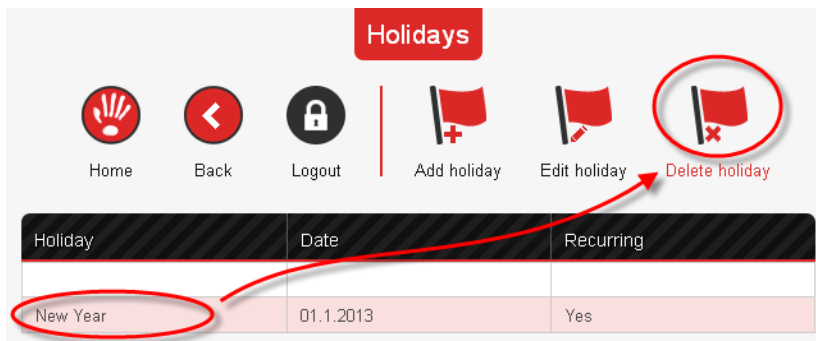 Holidays
Home Back Logout Add holiday Edit holiday Delete holiday
Holiday Date Recurring
New Year 01.1.2013 Yes